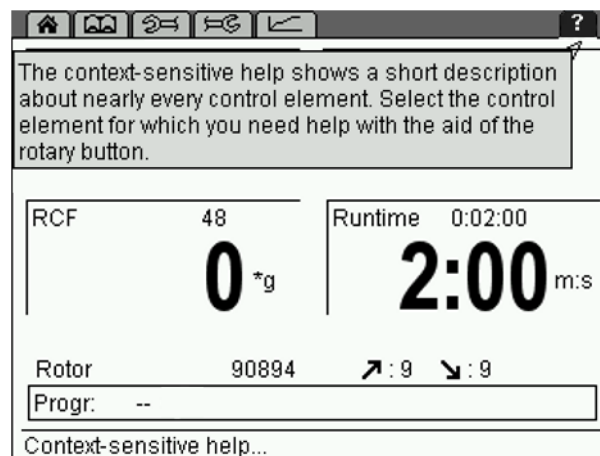 ?
The context-sensitive help shows a short description
about nearly every control element. Select the control
element for which you need help with the aid of the
rotary button.
RCF 48
0 *g
Runtime 0:02:00
2:00 m:s
Rotor 90894 ↗ : 9 ↘ : 9
Progr: --
Context-sensitive help...